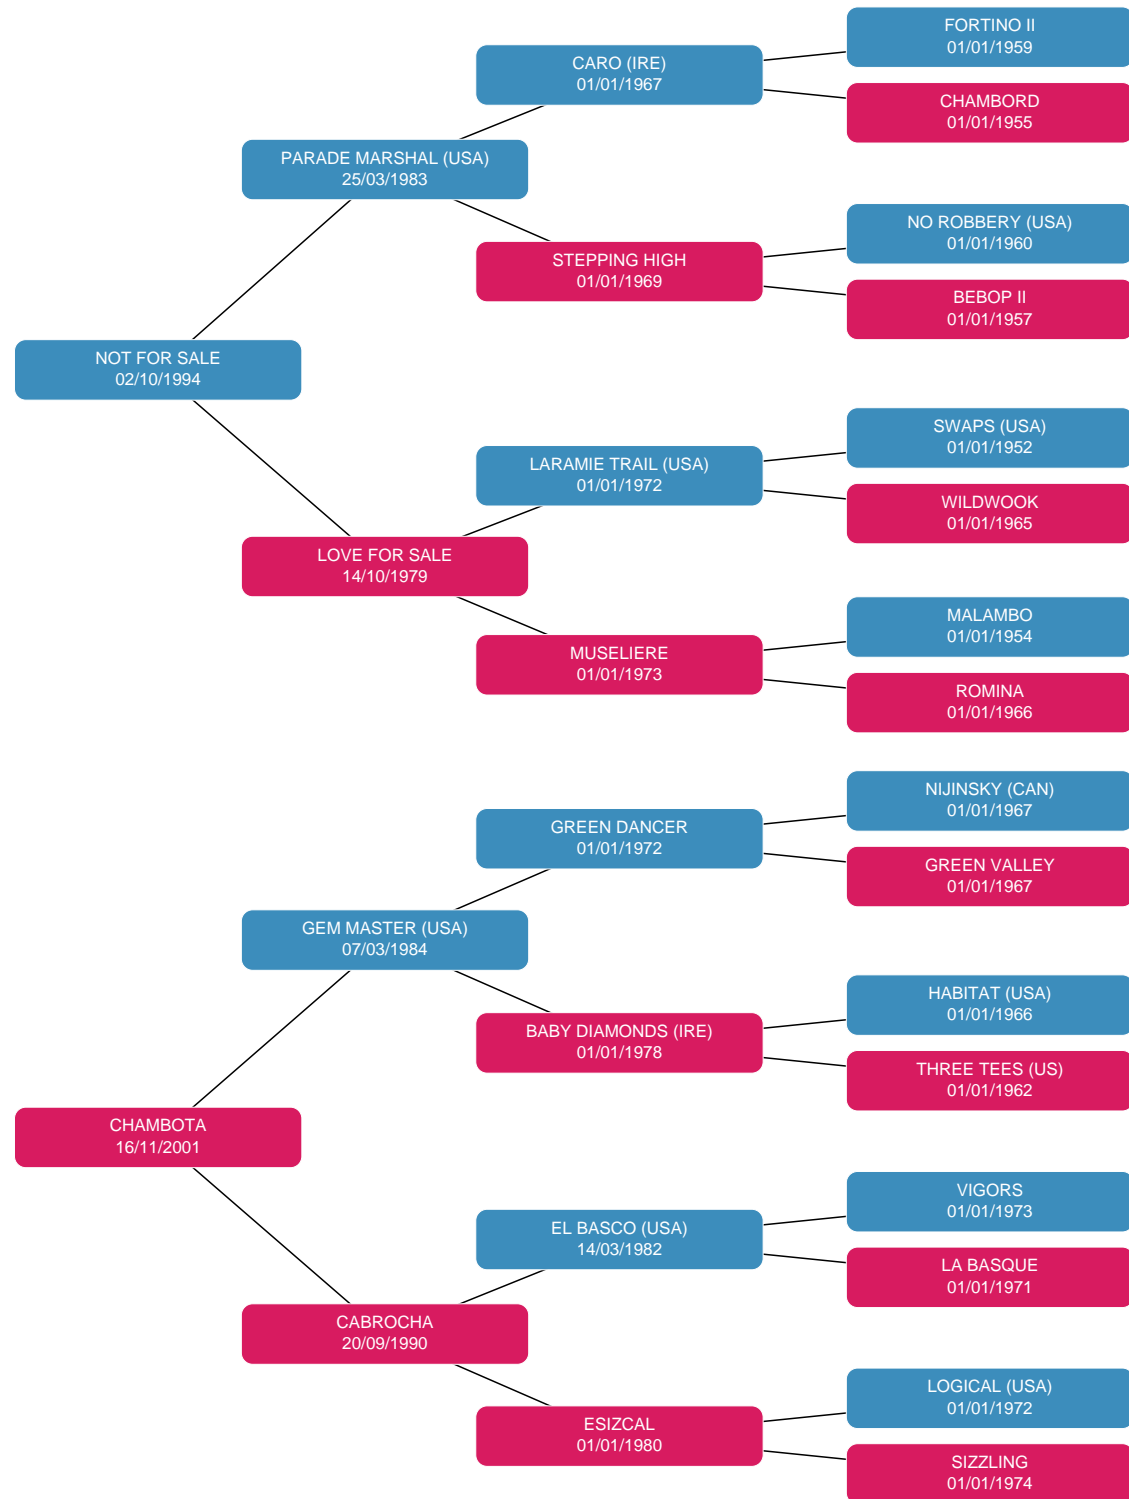 FORTINO II
01/01/1959
CARO (IRE)
01/01/1967
CHAMBORD
01/01/1955
PARADE MARSHAL (USA)
25/03/1983
NO ROBBERY (USA)
01/01/1960
STEPPING HIGH
01/01/1969
BEBOP II
01/01/1957
NOT FOR SALE
02/10/1994
SWAPS (USA)
01/01/1952
LARAMIE TRAIL (USA)
01/01/1972
WILDWOOK
01/01/1965
LOVE FOR SALE
14/10/1979
MALAMBO
01/01/1954
MUSELIERE
01/01/1973
ROMINA
01/01/1966
NIJINSKY (CAN)
01/01/1967
GREEN DANCER
01/01/1972
GREEN VALLEY
01/01/1967
GEM MASTER (USA)
07/03/1984
HABITAT (USA)
01/01/1966
BABY DIAMONDS (IRE)
01/01/1978
THREE TEES (US)
01/01/1962
CHAMBOTA
16/11/2001
VIGORS
01/01/1973
EL BASCO (USA)
14/03/1982
LA BASQUE
01/01/1971
CABROCHA
20/09/1990
LOGICAL (USA)
01/01/1972
ESIZCAL
01/01/1980
SIZZLING
01/01/1974